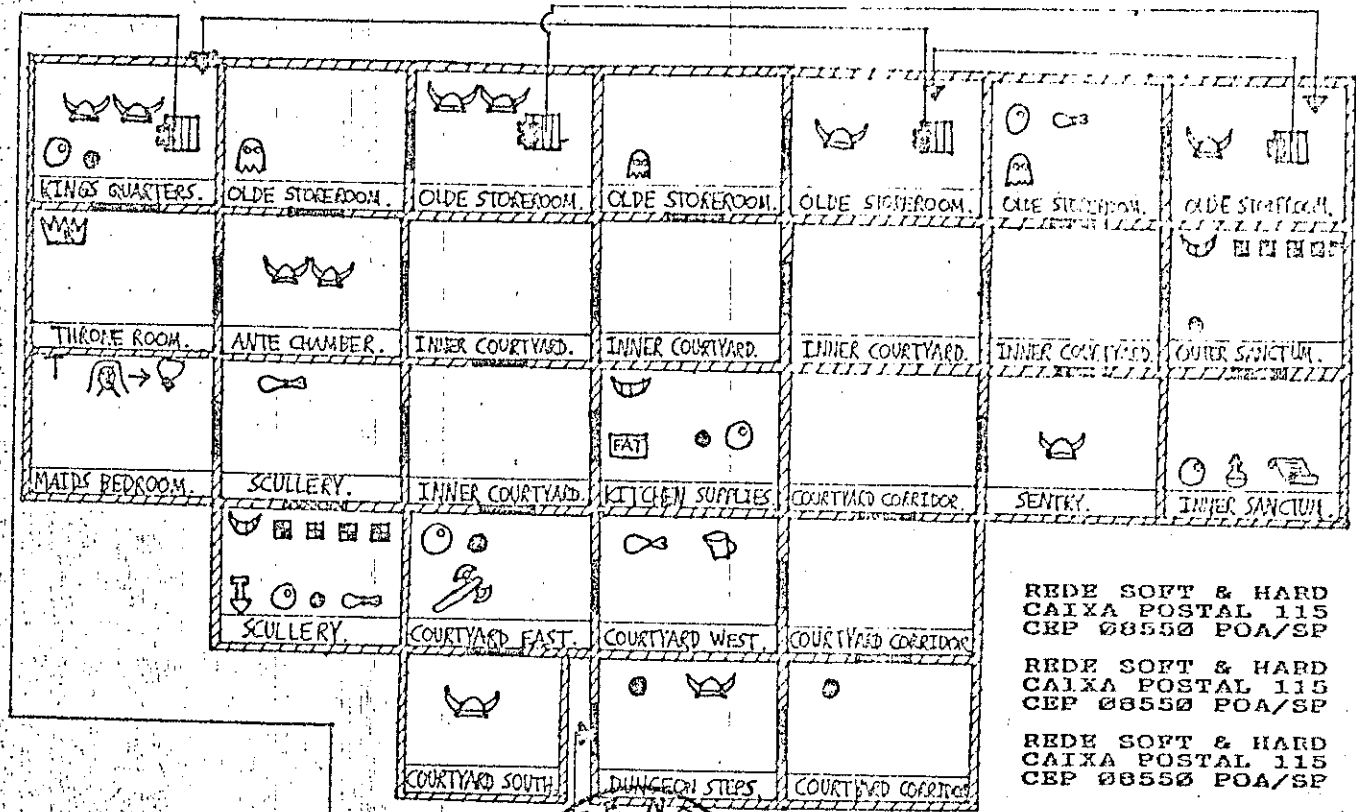 KINGS QUARTERS.
OLDE STOREROOM.
OLDE STOREROOM.
OLDE STOREROOM.
OLDE STOREROOM.
OLDE STOREROOM.
OLDE STOREROOM.
THRONE ROOM.
ANTE CHAMBER.
INNER COURTYARD.
INNER COURTYARD.
INNER COURTYARD.
INNER COURTYARD.
OUTER SANCTUM.
MAIDS BEDROOM.
SCULLERY.
INNER COURTYARD.
FAT
KITCHEN SUPPLIES.
COURTYARD CORRIDOR.
SENTRY.
INNER SANCTUM.
SCULLERY.
COURTYARD EAST.
COURTYARD WEST.
COURTYARD CORRIDOR
COURTYARD SOUTH.
DUNGEON STEPS.
COURTYARD CORRIDOR
REDE SOFT & HARD
CAIXA POSTAL 115
CEP 08550 POA/SP
REDE SOFT & HARD
CAIXA POSTAL 115
CEP 08550 POA/SP
REDE SOFT & HARD
CAIXA POSTAL 115
CEP 08550 POA/SP